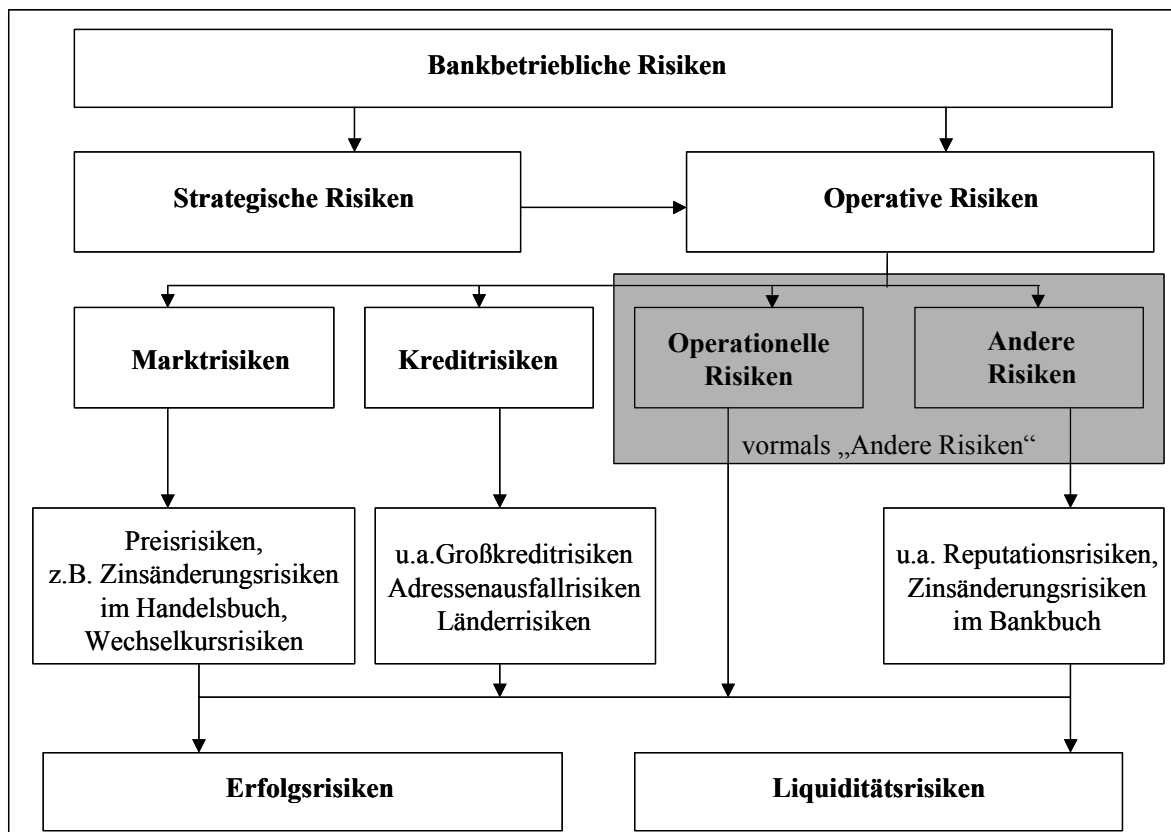 Bankbetriebliche Risiken
Strategische Risiken
Operative Risiken
Marktrisiken
Kreditrisiken
Operationelle
Risiken
Andere
Risiken
vormals „Andere Risiken“
Preisrisiken,
z.B. Zinsänderungsrisiken
im Handelsbuch,
Wechselkursrisiken
u.a.Großkreditrisiken
Adressenausfallrisiken
Länderrisiken
u.a. Reputationsrisiken,
Zinsänderungsrisiken
im Bankbuch
Erfolgsrisiken
Liquiditätsrisiken